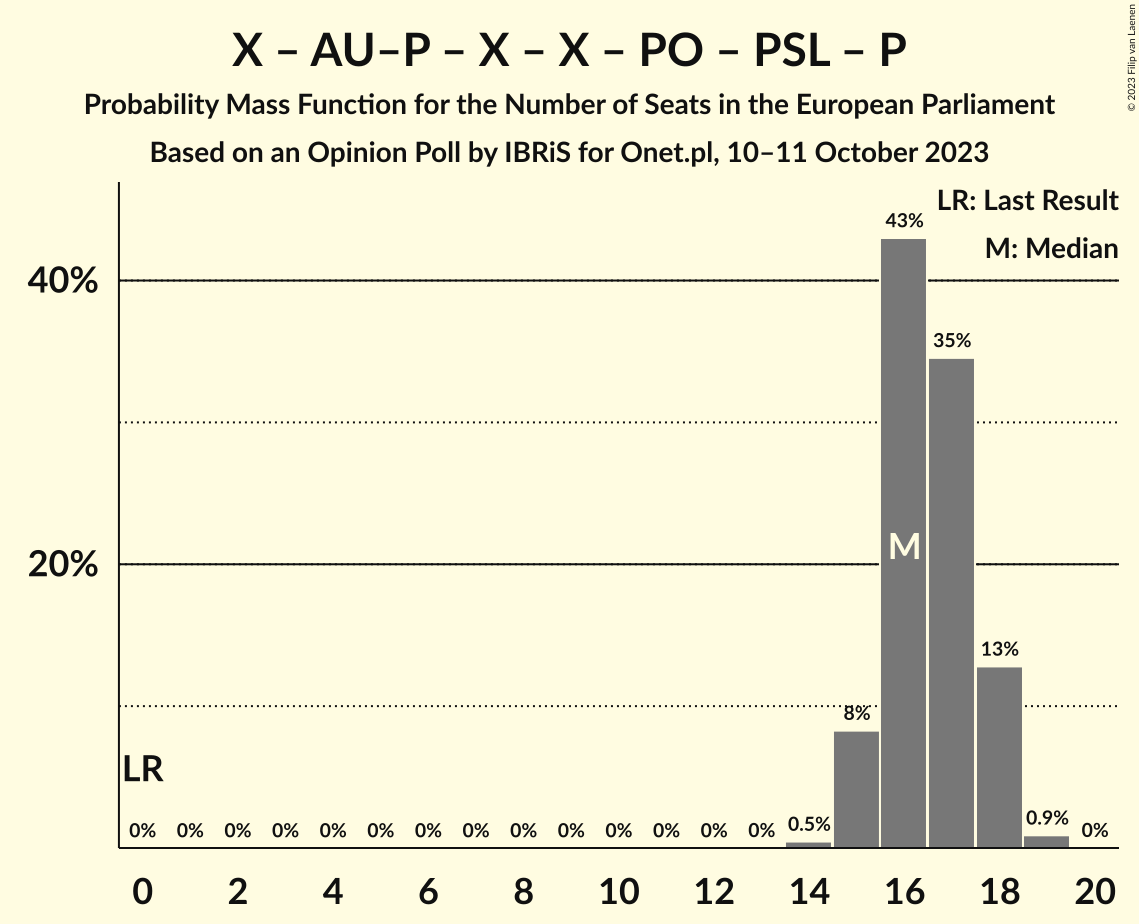 X – AU–P – X – X – PO – PSL – P
Probability Mass Function for the Number of Seats in the European Parliament
Based on an Opinion Poll by IBRiS for Onet.pl, 10–11 October 2023
© 2023 Filip van Laenen
LR: Last Result
M: Median
43%
40%
35%
M
20%
13%
8%
LR
0% 0% 0% 0% 0% 0% 0% 0% 0% 0% 0% 0% 0% 0% 0.5% 0.9% 0%
0 2 4 6 8 10 12 14 16 18 20